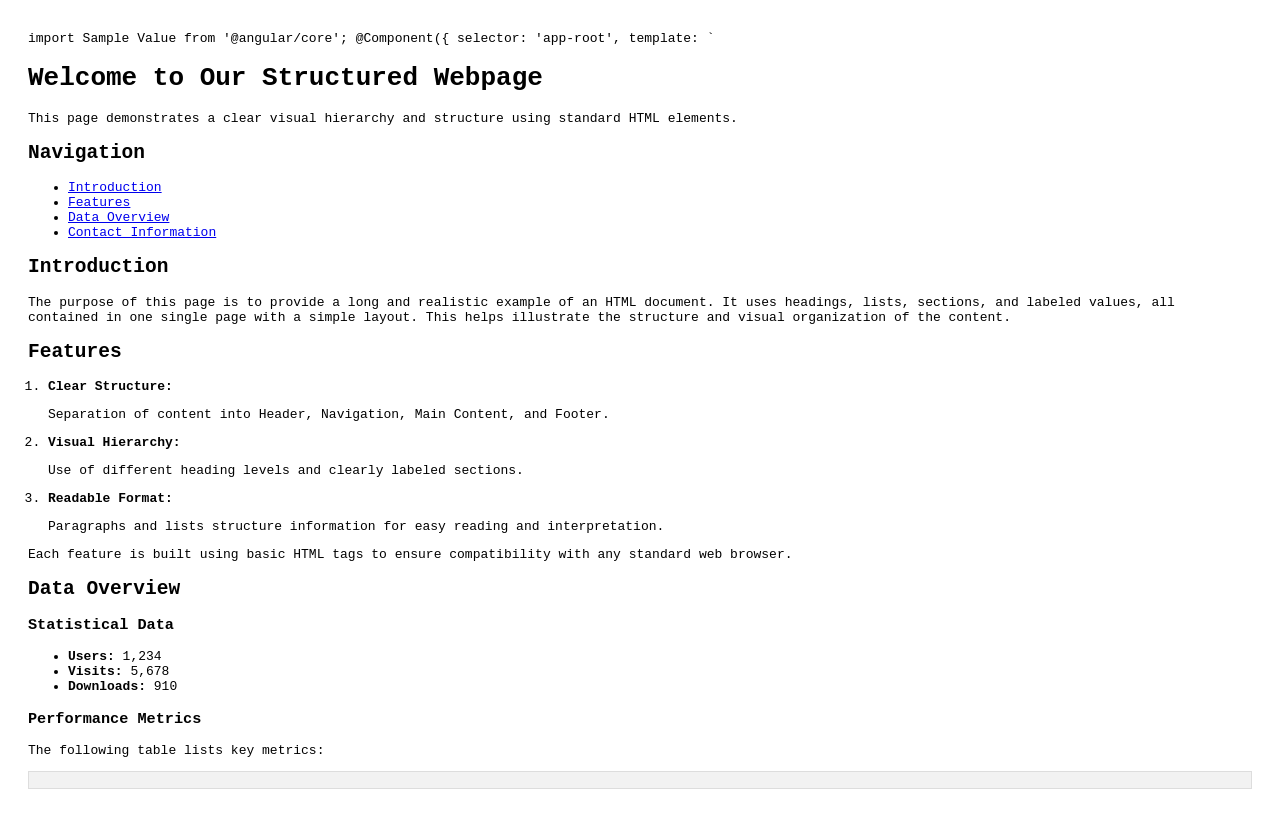 import Sample Value from '@angular/core'; @Component({ selector: 'app-root', template: `
Welcome to Our Structured Webpage
This page demonstrates a clear visual hierarchy and structure using standard HTML elements.
Navigation
• Introduction
• Features
• Data Overview
• Contact Information
Introduction
The purpose of this page is to provide a long and realistic example of an HTML document. It uses headings, lists, sections, and labeled values, all
contained in one single page with a simple layout. This helps illustrate the structure and visual organization of the content.
Features
1. Clear Structure:
Separation of content into Header, Navigation, Main Content, and Footer.
2. Visual Hierarchy:
Use of different heading levels and clearly labeled sections.
3. Readable Format:
Paragraphs and lists structure information for easy reading and interpretation.
Each feature is built using basic HTML tags to ensure compatibility with any standard web browser.
Data Overview
Statistical Data
• Users: 1,234
• Visits: 5,678
• Downloads: 910
Performance Metrics
The following table lists key metrics: